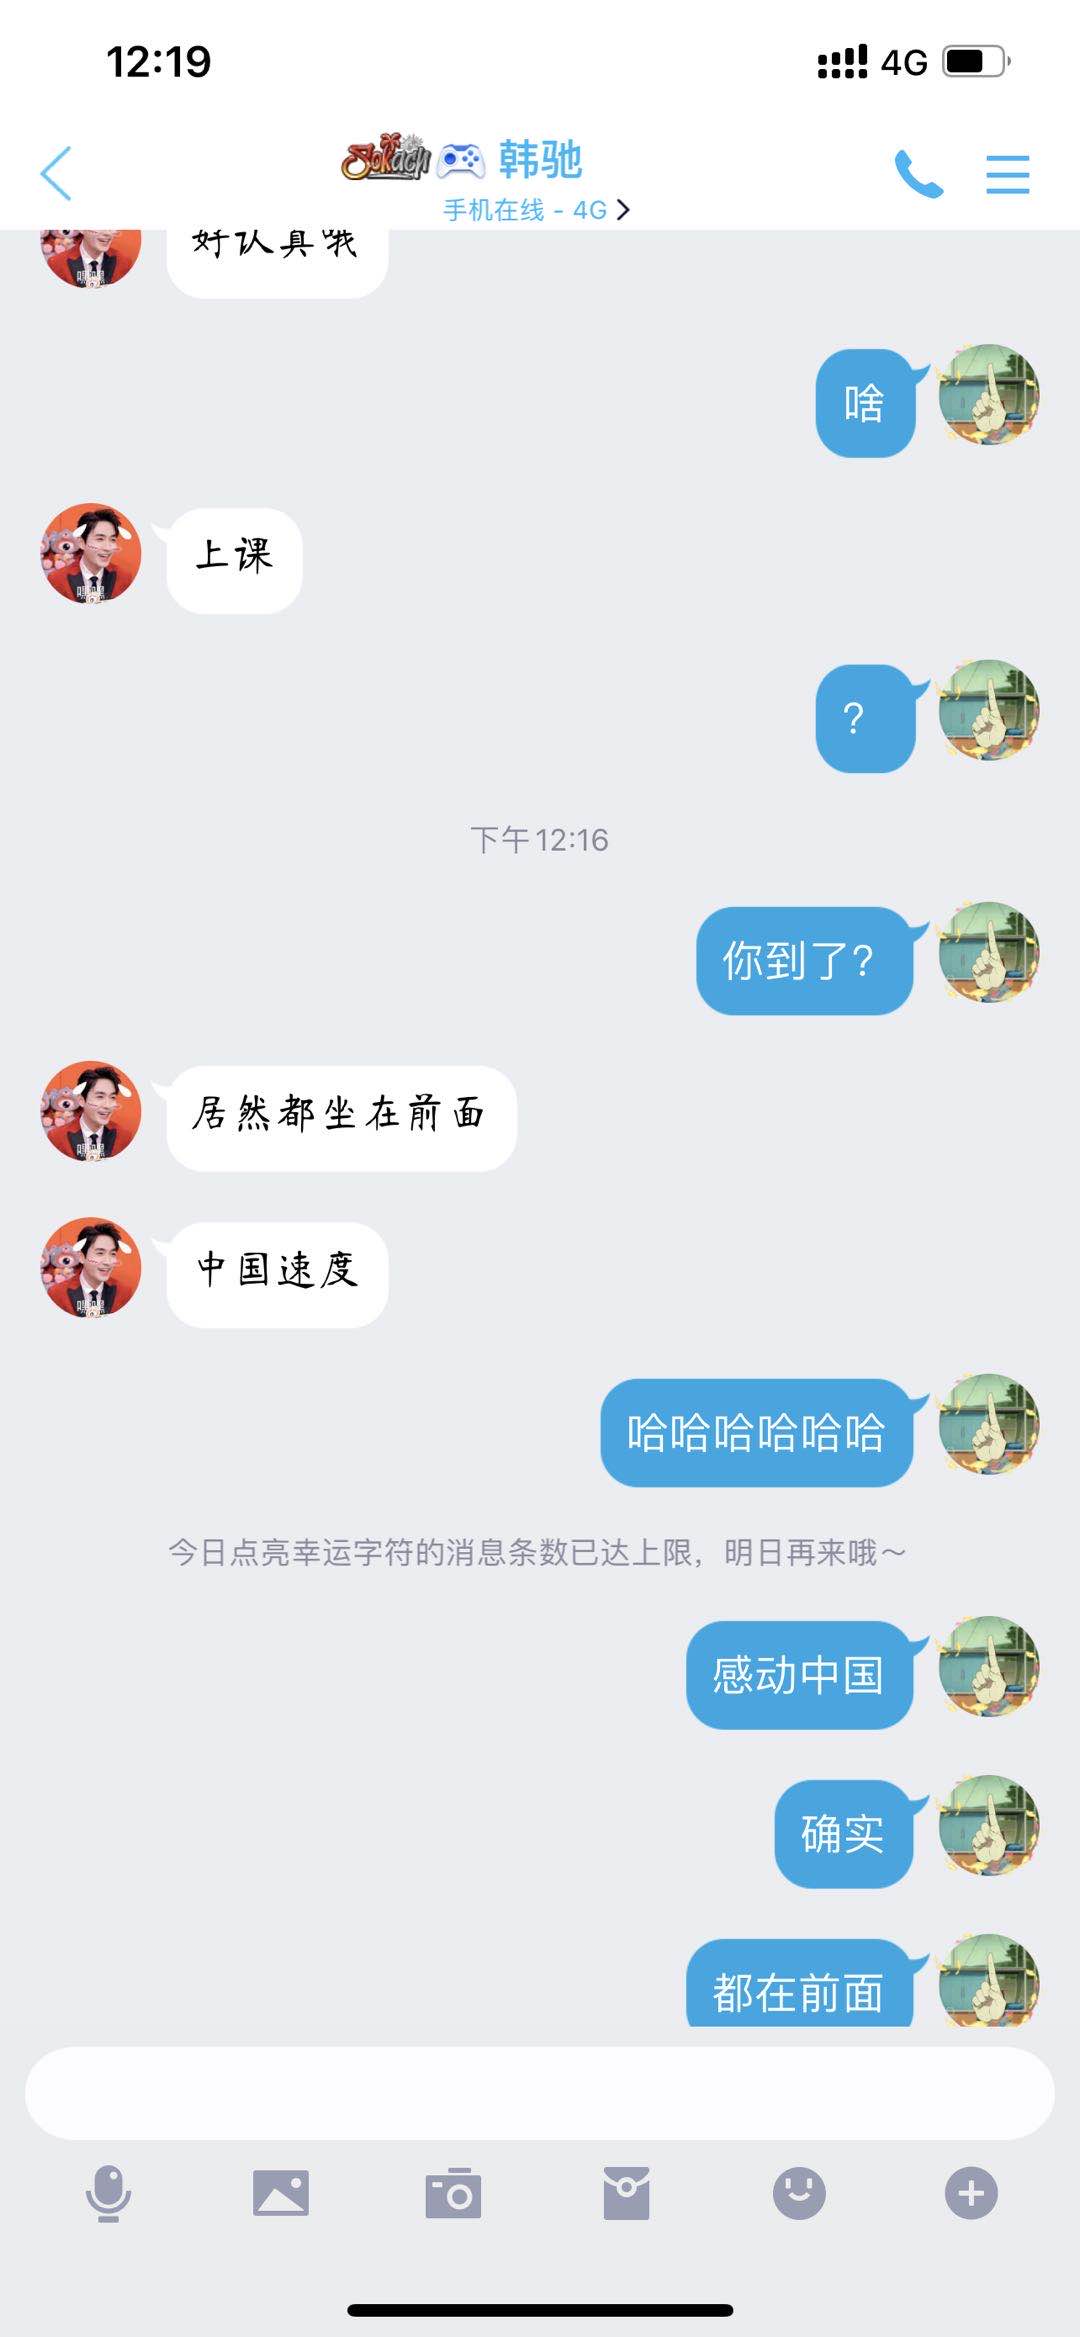 12:19
4G
Sokach 韩驰
手机在线 - 4G
好认真哦
啥
上课
?
下午12:16
你到了?
居然都坐在前面
中国速度
哈哈哈哈哈哈
今日点亮幸运字符的消息条数已达上限，明日再来哦～
感动中国
确实
都在前面